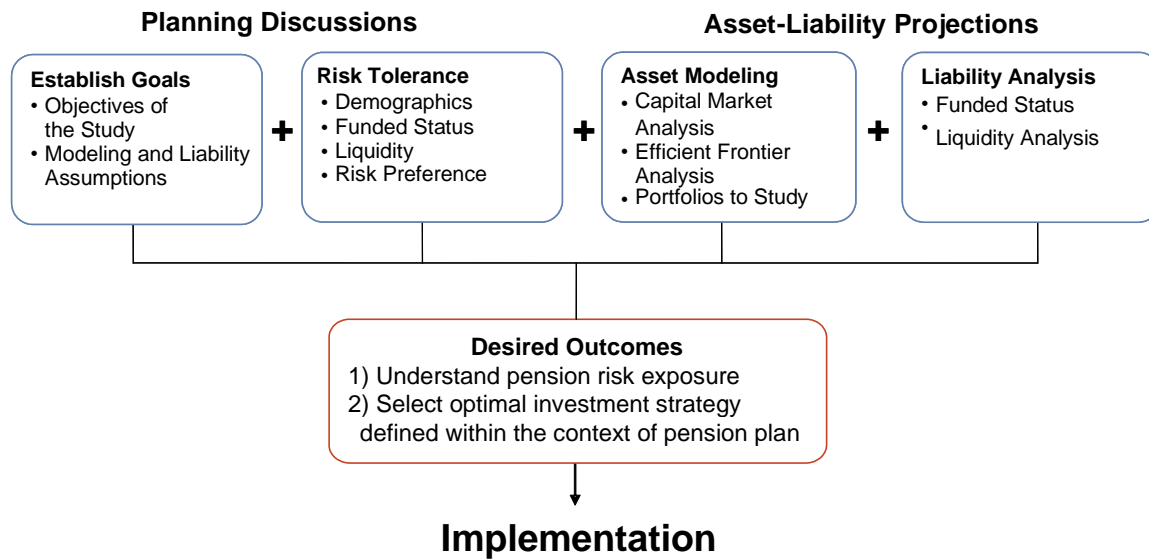 Planning Discussions
Asset-Liability Projections
Establish Goals
• Objectives of
the Study
• Modeling and Liability
Assumptions
+
Risk Tolerance
• Demographics
• Funded Status
• Liquidity
• Risk Preference
+
Asset Modeling
• Capital Market
Analysis
• Efficient Frontier
Analysis
• Portfolios to Study
+
Liability Analysis
• Funded Status
• Liquidity Analysis
Desired Outcomes
1) Understand pension risk exposure
2) Select optimal investment strategy
defined within the context of pension plan
Implementation